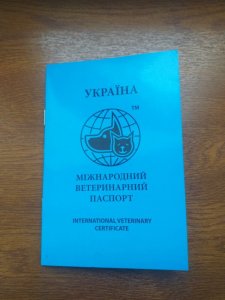 УКРАЇНА
TM
МІЖНАРОДНИЙ
ВЕТЕРИНАРНИЙ
ПАСПОРТ
INTERNATIONAL VETERINARY
CERTIFICATE